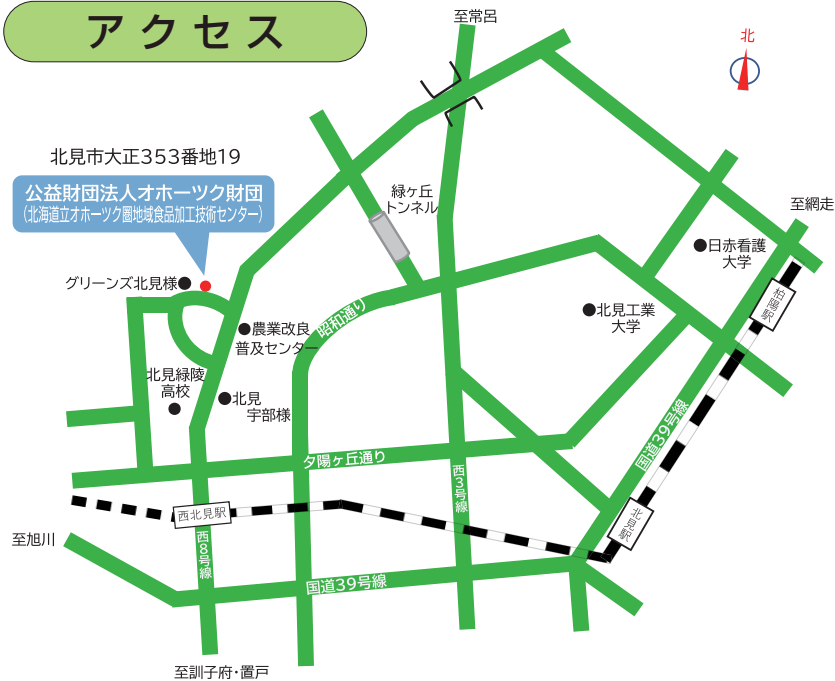 アクセス
至常呂
北
北見市大正353番地19
公益財団法人オホーツク財団
(北海道立オホーツク圏地域食品加工技術センター)
緑ヶ丘
トンネル
至網走
日赤看護
大学
グリーンズ北見様
柏陽駅
昭和通り
北見工業
大学
農業改良
普及センター
北見緑陵
高校
北見
宇部様
国道39号線
夕陽ヶ丘通り
西3号線
西北見駅
北見駅
至旭川
西8号線
国道39号線
至訓子府・置戸